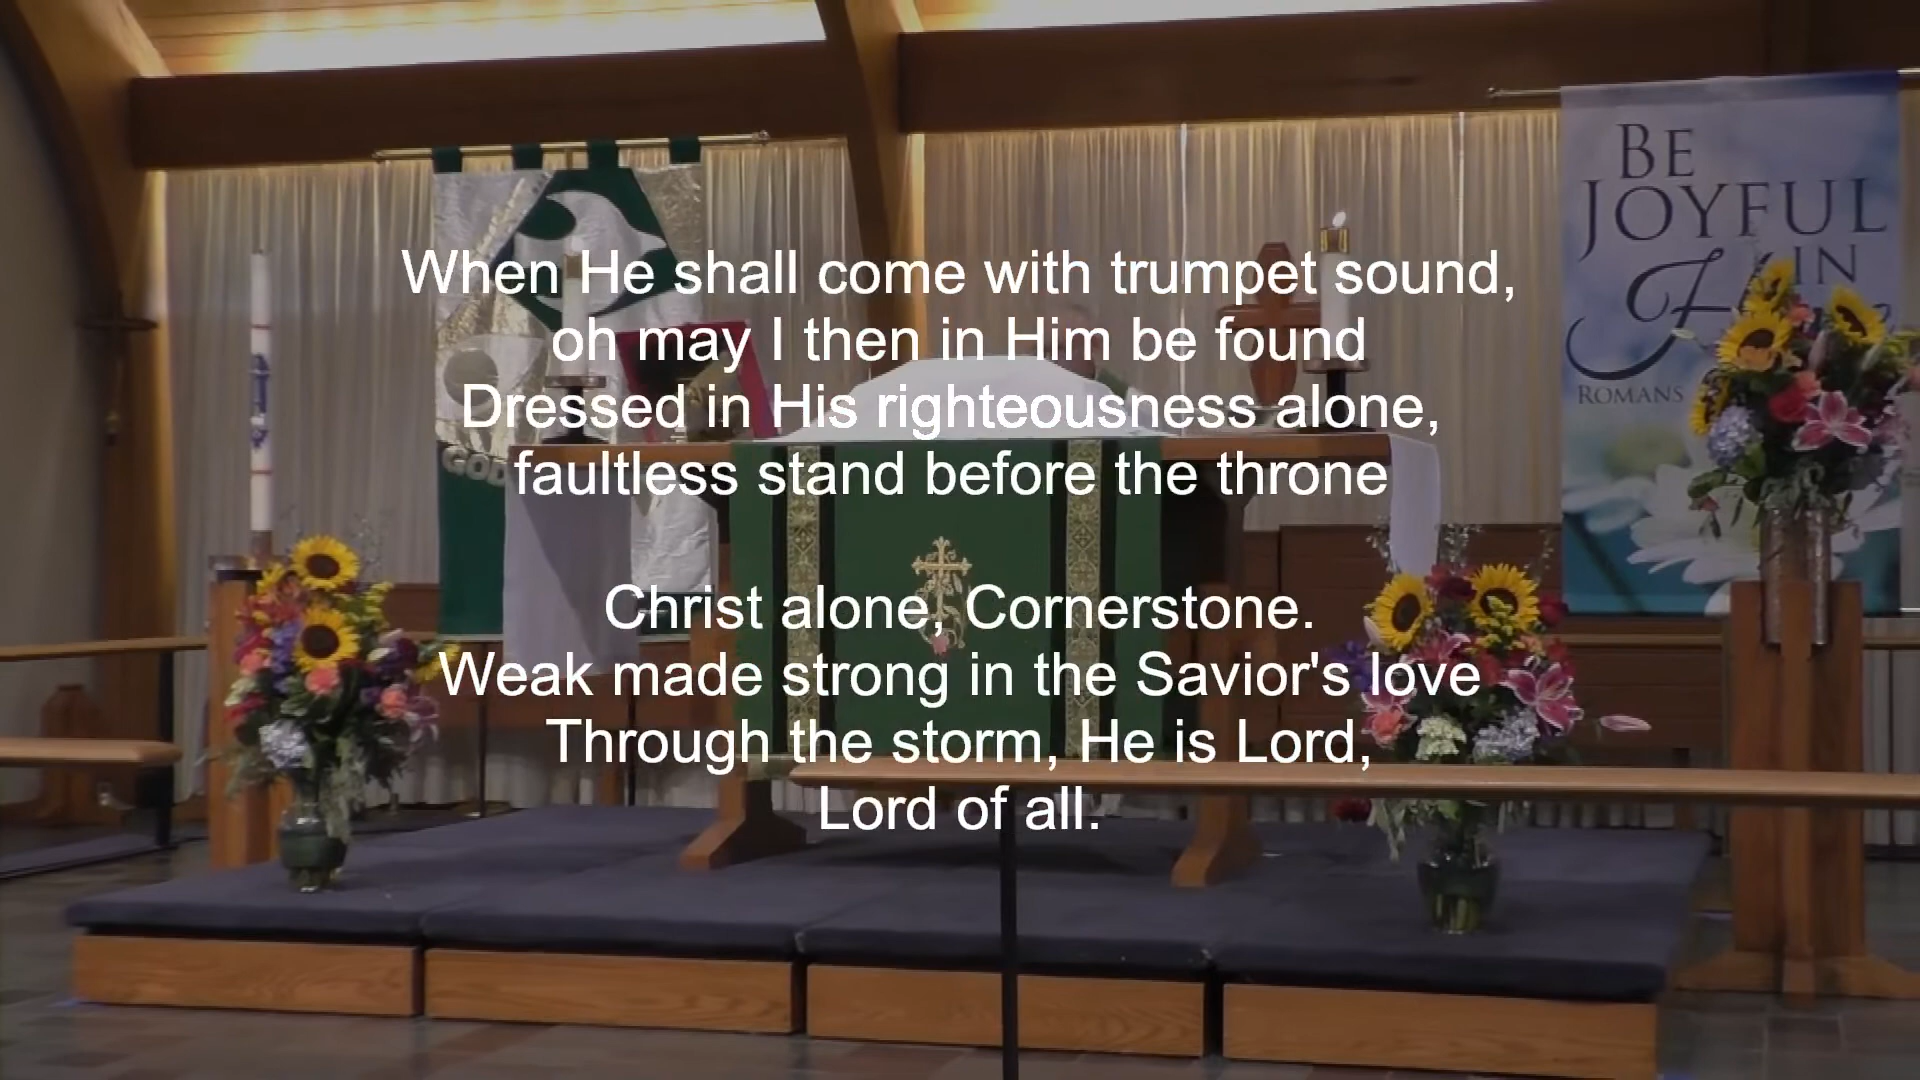 When He shall come with trumpet sound,
oh may I then in Him be found
Dressed in His righteousness alone,
faultless stand before the throne
Christ alone, Cornerstone.
Weak made strong in the Savior's love
Through the storm, He is Lord,
Lord of all.
GOD
BE
JOYFUL
IN
ROMANS